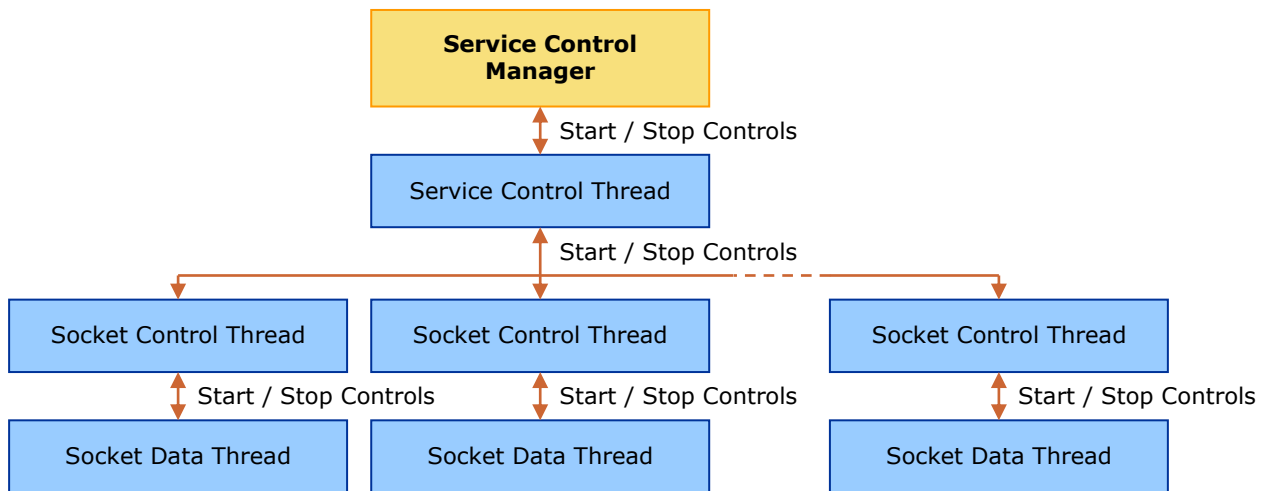 Service Control
Manager
Start / Stop Controls
Service Control Thread
Start / Stop Controls
Socket Control Thread
Socket Control Thread
Socket Control Thread
Start / Stop Controls
Start / Stop Controls
Start / Stop Controls
Socket Data Thread
Socket Data Thread
Socket Data Thread